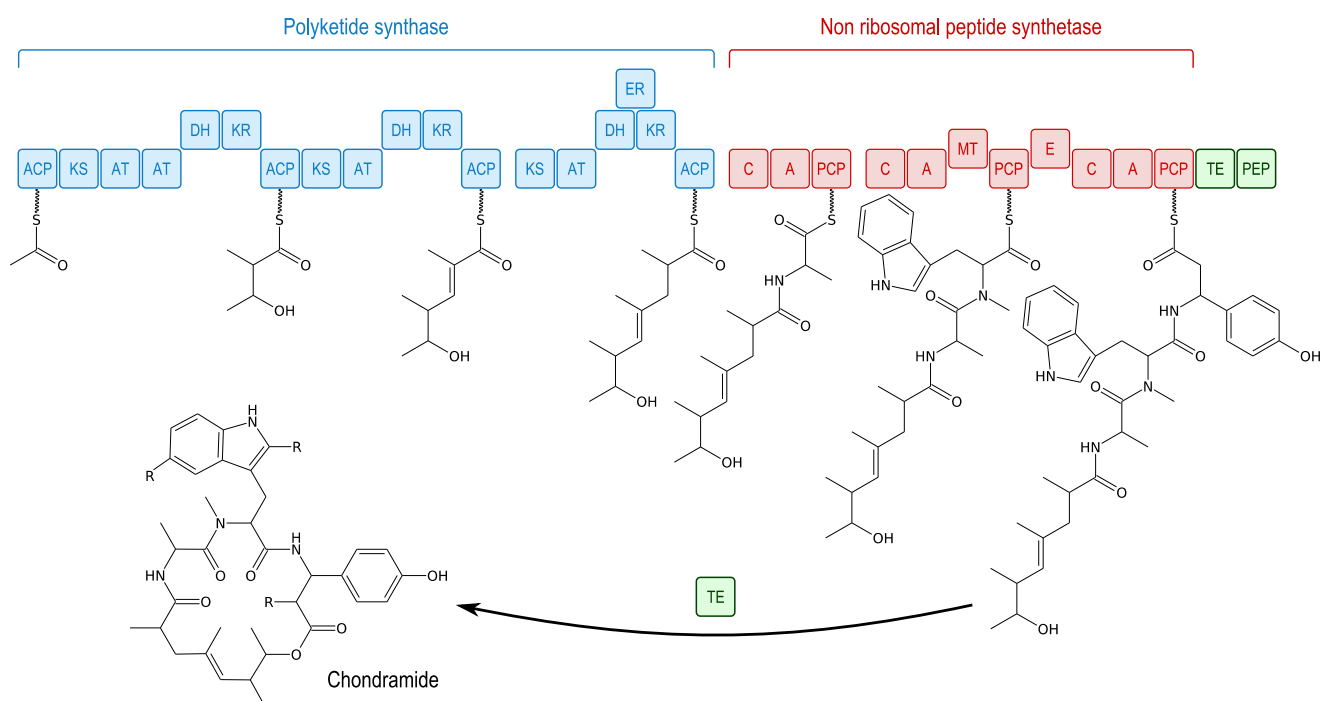 Polyketide synthase
Non ribosomal peptide synthetase
ER
DH KR DH KR DH KR MT E
ACP KS AT AT ACP KS AT ACP KS AT ACP C A PCP C A PCP C A PCP TE PEP
S S S S S S S
O O O O O O O
OH OH OH OH OH OH OH
HN O HN N O
HN O HN N O HN O
HN O HN O
H
N
R R
N O O H
N
HN O R OH
O O
TE
Chondramide